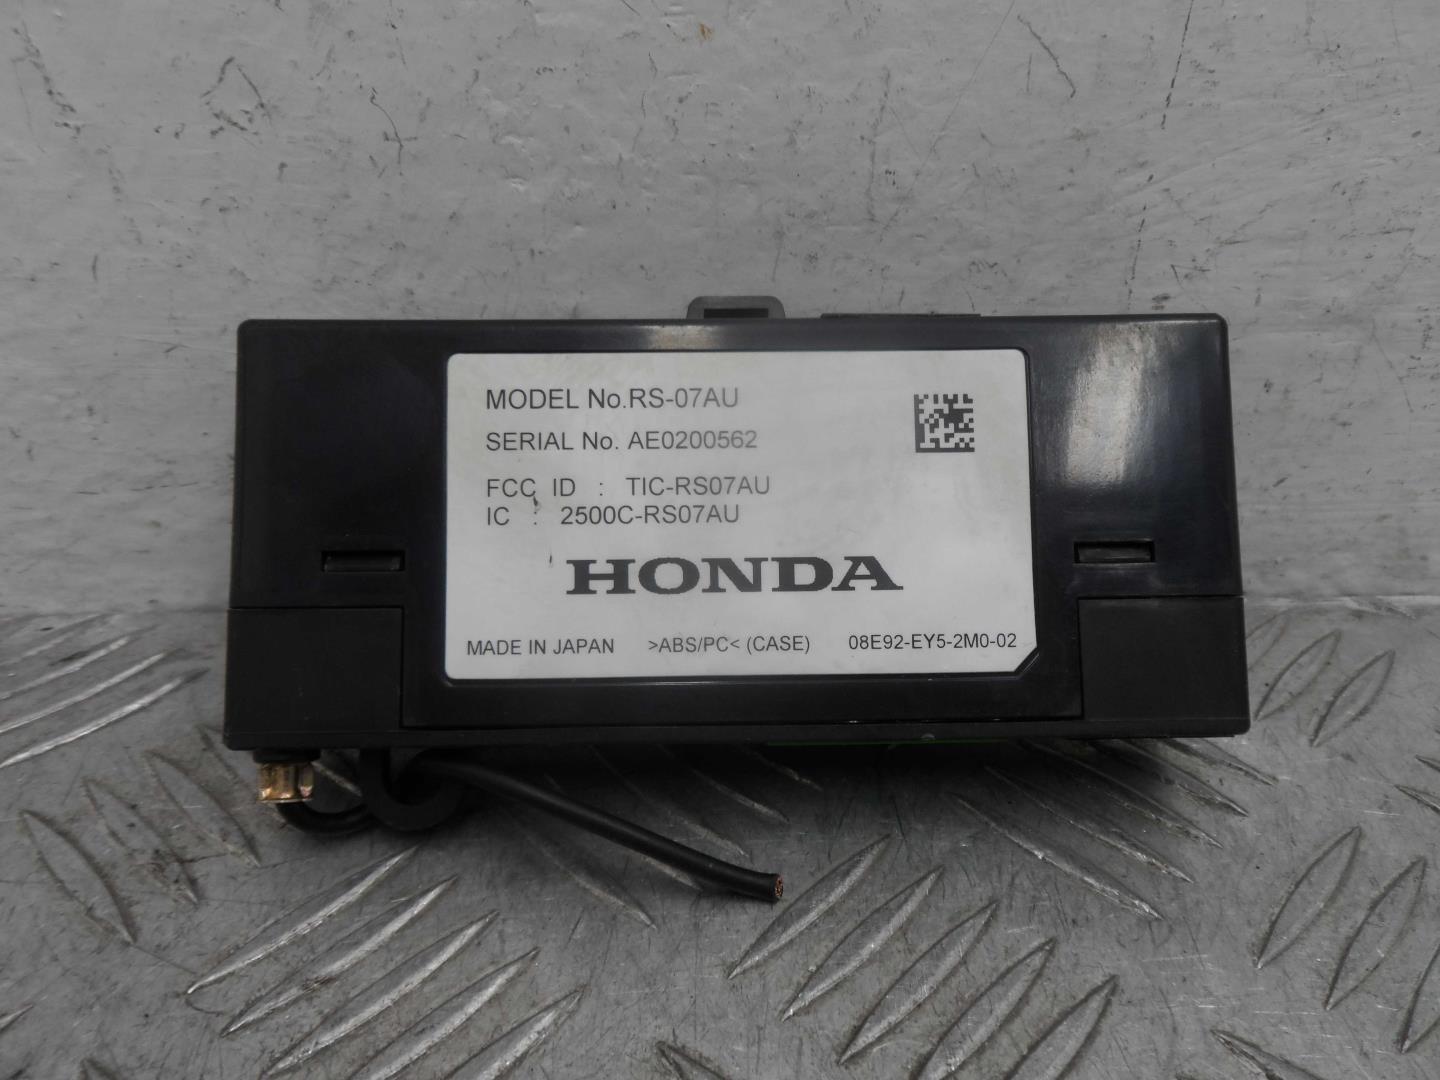 MODEL No.RS-07AU
SERIAL No. AE0200562
FCC ID : TIC-RS07AU
IC : 2500C-RS07AU
HONDA
MADE IN JAPAN >ABS/PC< (CASE) 08E92-EY5-2M0-02